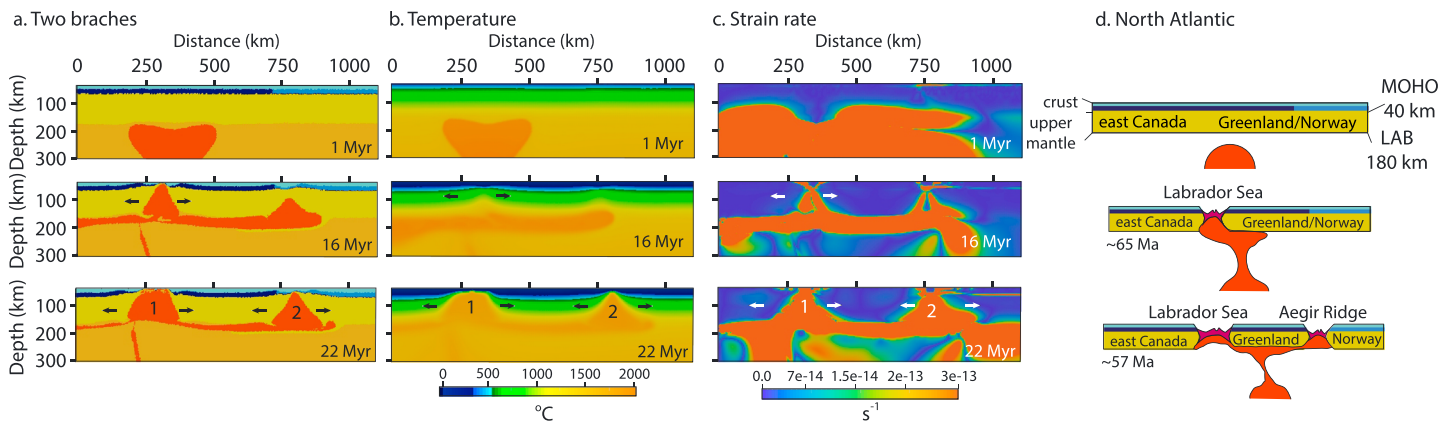 a. Two braches
Distance (km)
0 250 500 750 1000
Depth (km)
100
200
300
1 Myr
Depth (km)
100
200
300
16 Myr
Depth (km)
100
200
300
1 2
22 Myr
b. Temperature
Distance (km)
0 250 500 750 1000
1 Myr
16 Myr
1 2
22 Myr
0 500 1000 1500 2000
°C
c. Strain rate
Distance (km)
0 250 500 750 1000
1 Myr
16 Myr
1 2
22 Myr
0.0 7e-14 1.5e-14 2e-13 3e-13
s⁻¹
d. North Atlantic
crust
upper
mantle
east Canada Greenland/Norway
MOHO
40 km
LAB
180 km
Labrador Sea
east Canada Greenland/Norway
~65 Ma
Labrador Sea Aegir Ridge
east Canada Greenland Norway
~57 Ma